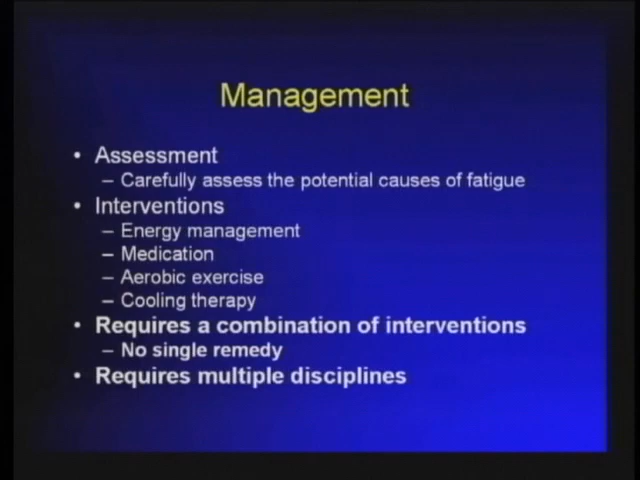 Management
• Assessment
– Carefully assess the potential causes of fatigue
• Interventions
– Energy management
– Medication
– Aerobic exercise
– Cooling therapy
• Requires a combination of interventions
– No single remedy
• Requires multiple disciplines